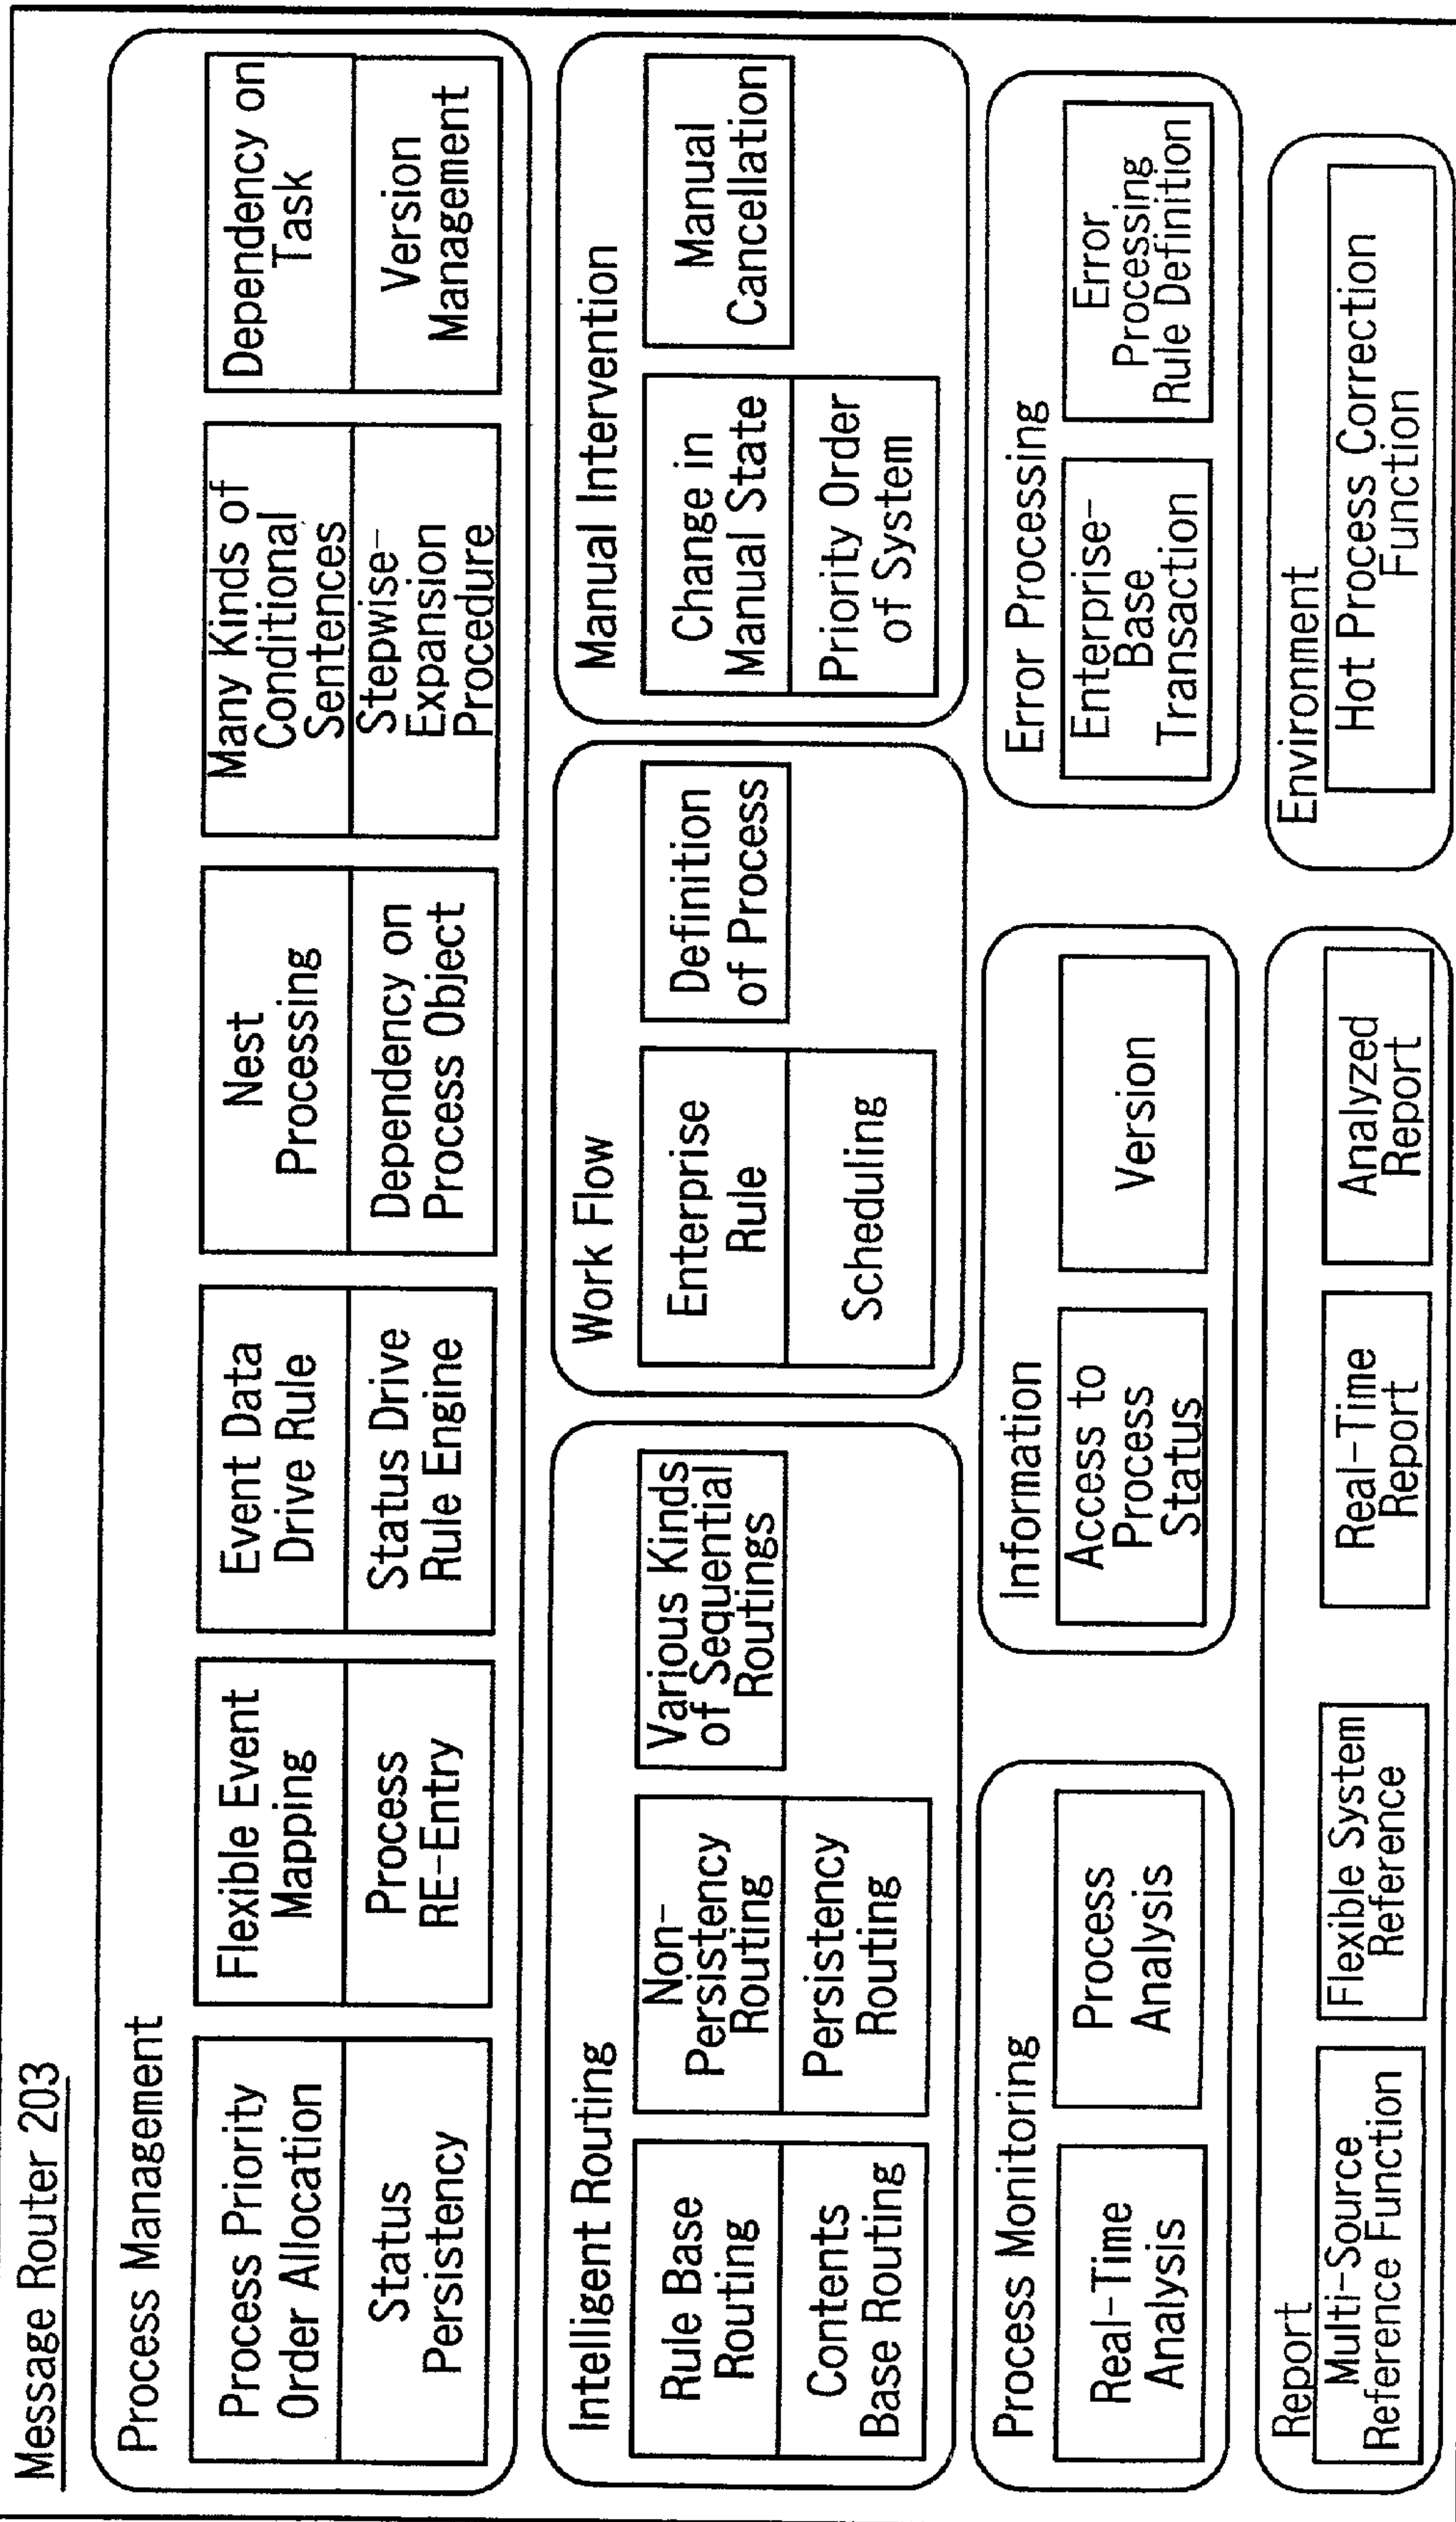 Message Router 203
Process Management
Process Priority
Order Allocation
Status
Persistency
Flexible Event
Mapping
Process
RE-Entry
Event Data
Drive Rule
Status Drive
Rule Engine
Nest
Processing
Dependency on
Process Object
Many Kinds of
Conditional
Sentences
Stepwise-
Expansion
Procedure
Dependency on
Task
Version
Management
Intelligent Routing
Rule Base
Routing
Contents
Base Routing
Non-
Persistency
Routing
Persistency
Routing
Various Kinds
of Sequential
Routings
Work Flow
Enterprise
Rule
Scheduling
Definition
of Process
Manual Intervention
Change in
Manual State
Priority Order
of System
Manual
Cancellation
Process Monitoring
Real-Time
Analysis
Process
Analysis
Information
Access to
Process
Status
Version
Error Processing
Enterprise-
Base
Transaction
Error
Processing
Rule Definition
Report
Multi-Source
Reference Function
Flexible System
Reference
Real-Time
Report
Analyzed
Report
Environment
Hot Process Correction
Function